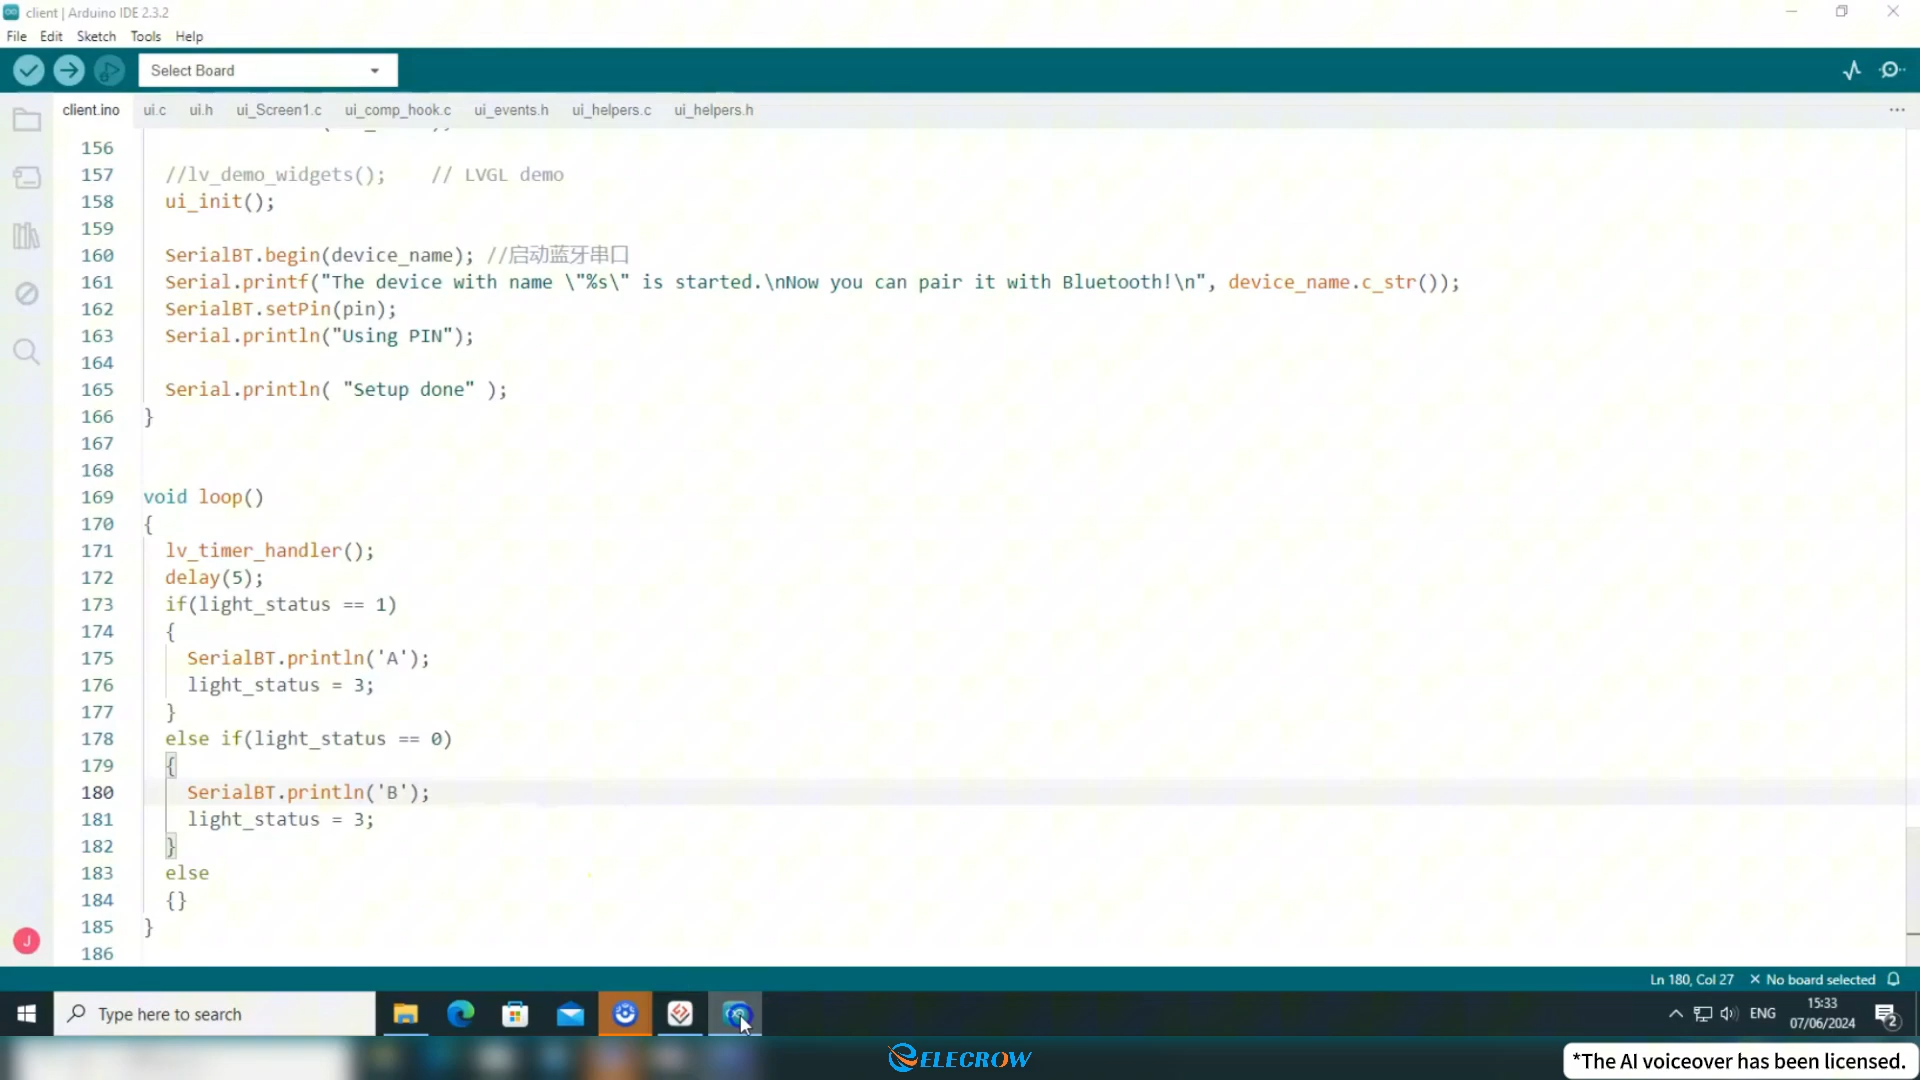 client | Arduino IDE 2.3.2
File Edit Sketch Tools Help
Select Board
client.ino ui.c ui.h ui_Screen1.c ui_comp_hook.c ui_events.h ui_helpers.c ui_helpers.h
156
157 //lv_demo_widgets(); // LVGL demo
158 ui_init();
159
160 SerialBT.begin(device_name); //启动蓝牙串口
161 Serial.printf("The device with name \"%s\" is started.\nNow you can pair it with Bluetooth!\n", device_name.c_str());
162 SerialBT.setPin(pin);
163 Serial.println("Using PIN");
164
165 Serial.println( "Setup done" );
166 }
167
168
169 void loop()
170 {
171 lv_timer_handler();
172 delay(5);
173 if(light_status == 1)
174 {
175 SerialBT.println('A');
176 light_status = 3;
177 }
178 else if(light_status == 0)
179 {
180 SerialBT.println('B');
181 light_status = 3;
182 }
183 else
184 {}
185 }
186
J
Ln 180, Col 27 × No board selected
Type here to search
ENG
15:33
07/06/2024
2
ELECROW
*The AI voiceover has been licensed.